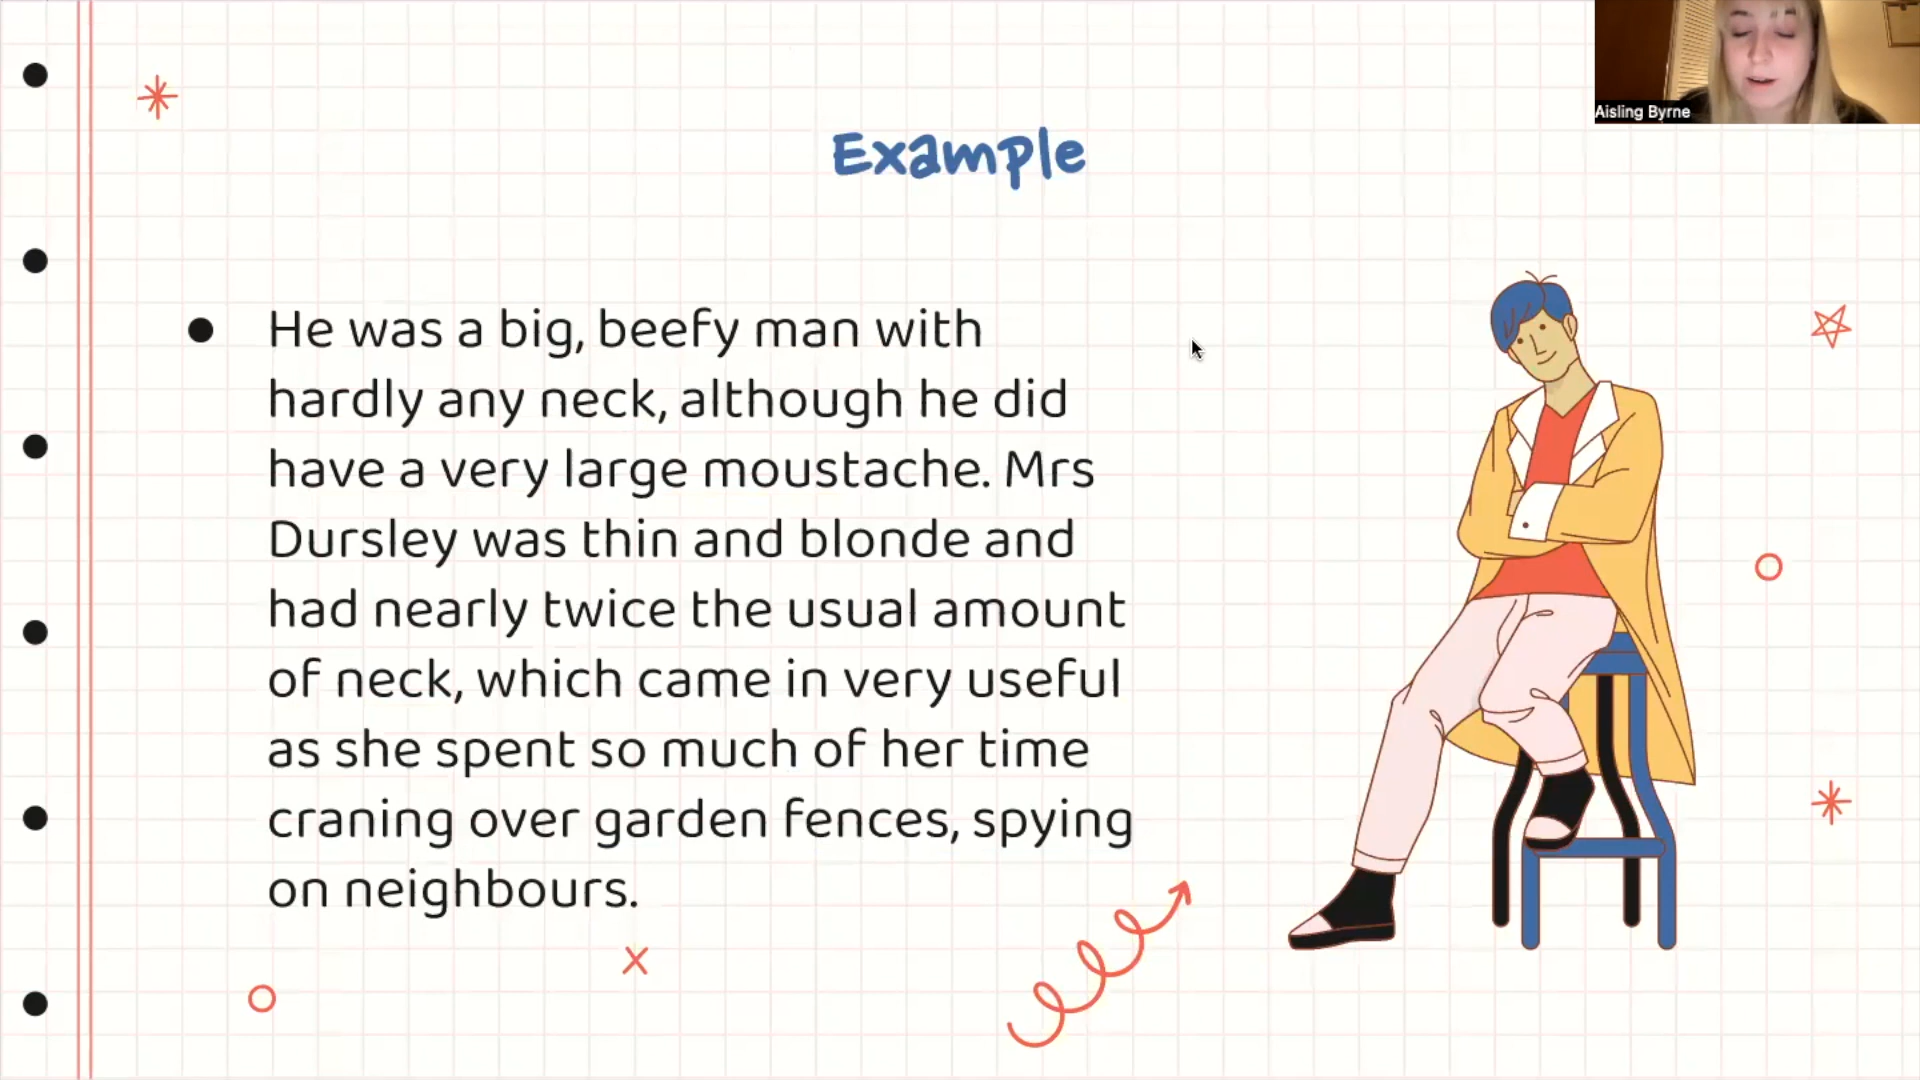 Aisling Byrne
Example
He was a big, beefy man with
hardly any neck, although he did
have a very large moustache. Mrs
Dursley was thin and blonde and
had nearly twice the usual amount
of neck, which came in very useful
as she spent so much of her time
craning over garden fences, spying
on neighbours.